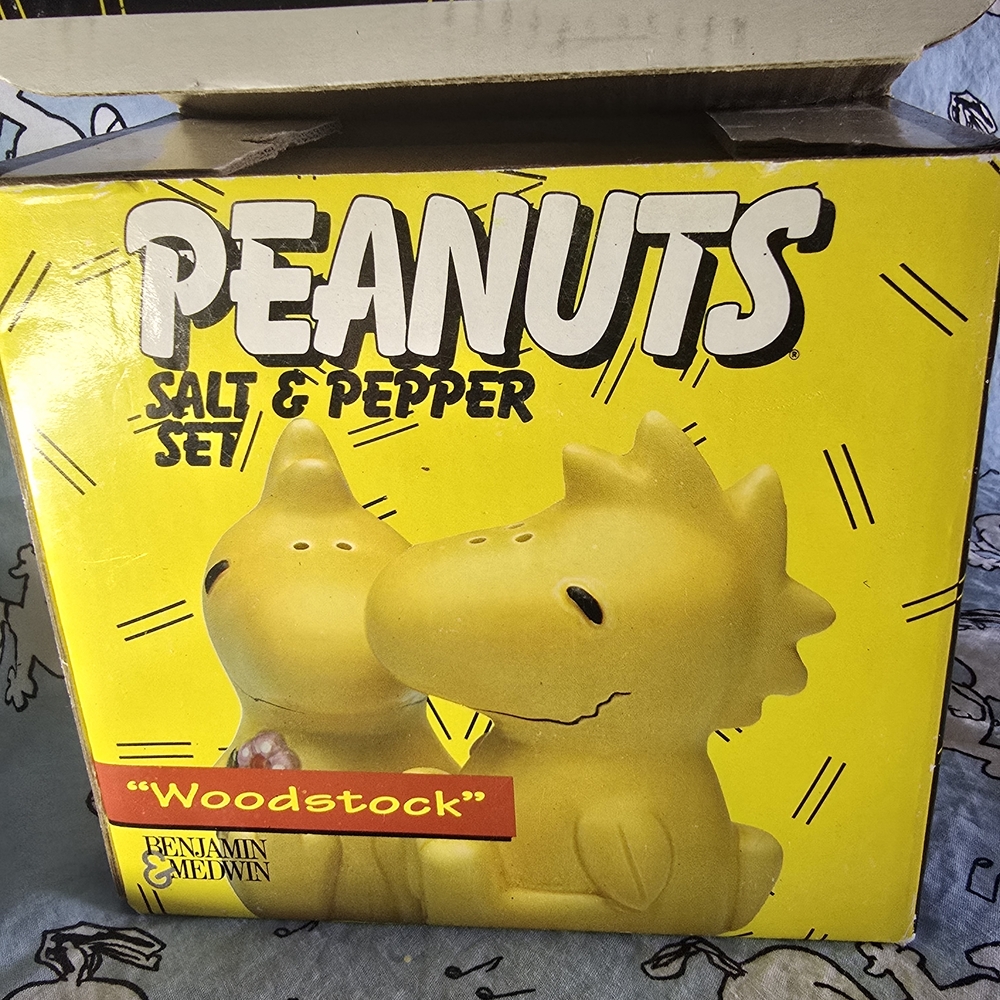 PEANUTS®
SALT & PEPPER
SET
“Woodstock”
BENJAMIN
& MEDWIN